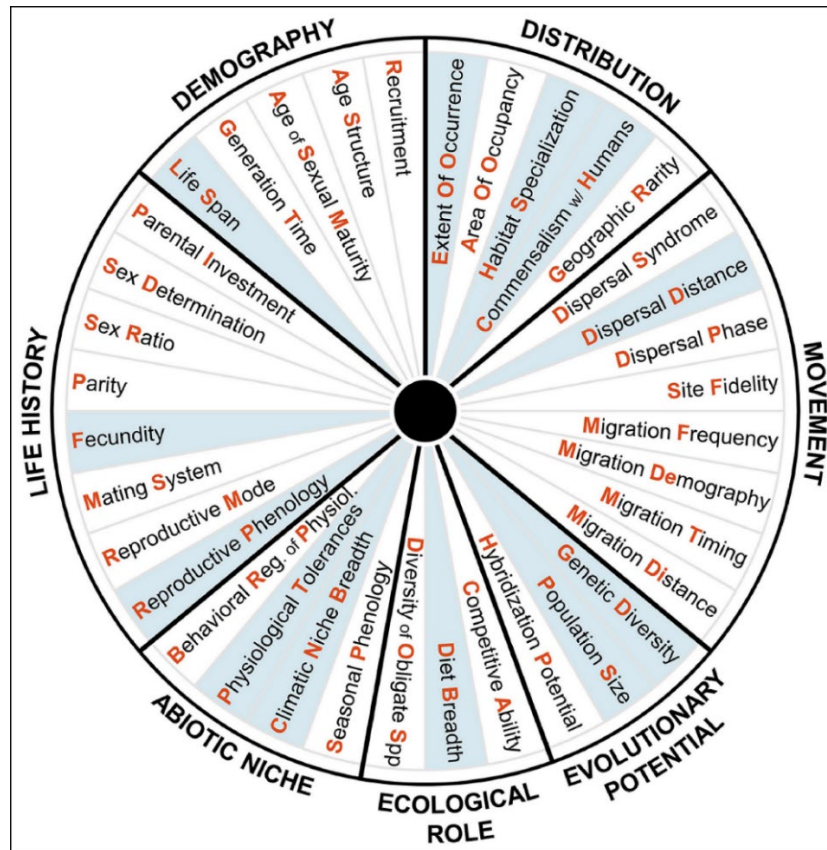 DEMOGRAPHY
Life Span
Generation Time
Age of Sexual Maturity
Age Structure
Recruitment
DISTRIBUTION
Extent Of Occurrence
Area Of Occupancy
Habitat Specialization
Commensalism w/ Humans
Geographic Rarity
MOVEMENT
Dispersal Syndrome
Dispersal Distance
Dispersal Phase
Site Fidelity
Migration Frequency
Migration Demography
Migration Timing
Migration Distance
EVOLUTIONARY
POTENTIAL
Genetic Diversity
Population Size
Hybridization Potential
ECOLOGICAL
ROLE
Competitive Ability
Diet Breadth
Diversity of Obligate Spp
ABIOTIC NICHE
Seasonal Phenology
Climatic Niche Breadth
Physiological Tolerances
Behavioral Reg. of Physiol.
LIFE HISTORY
Reproductive Phenology
Reproductive Mode
Mating System
Fecundity
Parity
Sex Ratio
Sex Determination
Parental Investment